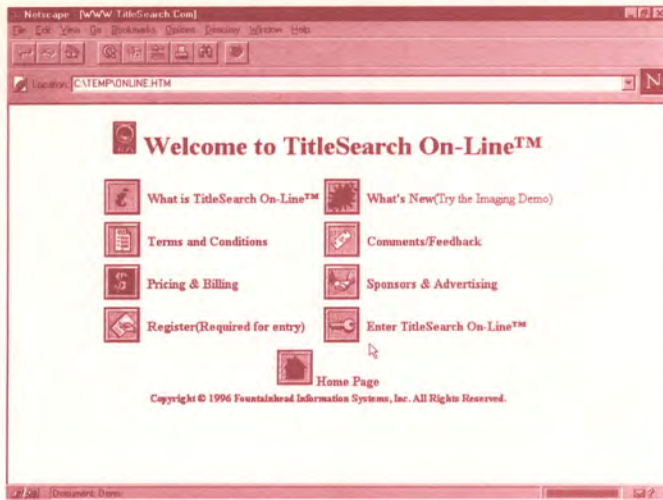 Netscape - [WWW.TitleSearch.Com]
File Edit View Go Bookmarks Options Directory Window Help
Location: C:\TEMP\ONLINE.HTM
N
Welcome to TitleSearch On-Line™
What is TitleSearch On-Line™ What's New(Try the Imaging Demo)
Terms and Conditions Comments/Feedback
$ Pricing & Billing Sponsors & Advertising
Register(Required for entry) Enter TitleSearch On-Line™
Home Page
Copyright © 1996 Fountainhead Information Systems, Inc. All Rights Reserved.
Document: Done